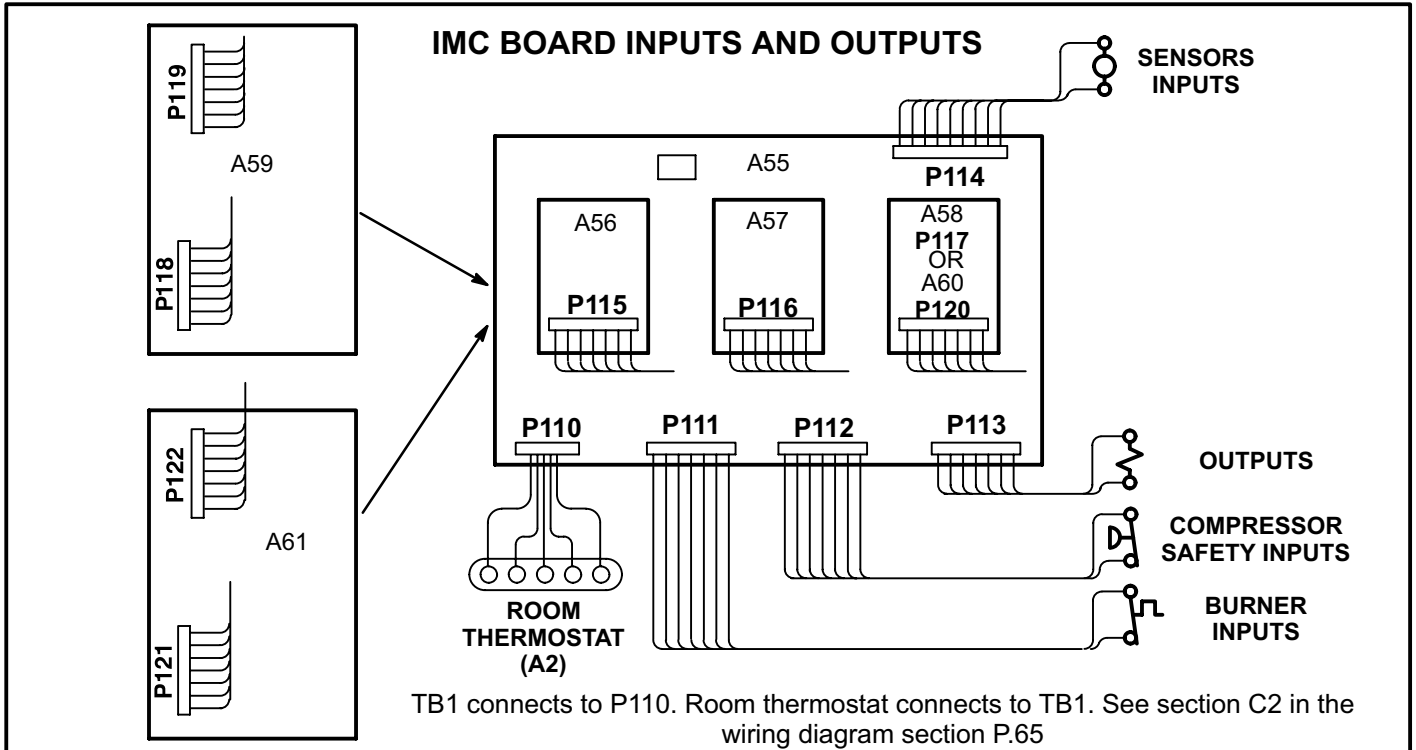 IMC BOARD INPUTS AND OUTPUTS
P119
A59
P118
P122
A61
P121
SENSORS
INPUTS
A55
P114
A56
P115
A57
P116
A58
P117
OR
A60
P120
P110
P111
P112
P113
OUTPUTS
COMPRESSOR
SAFETY INPUTS
BURNER
INPUTS
ROOM
THERMOSTAT
(A2)
TB1 connects to P110. Room thermostat connects to TB1. See section C2 in the
wiring diagram section P.65